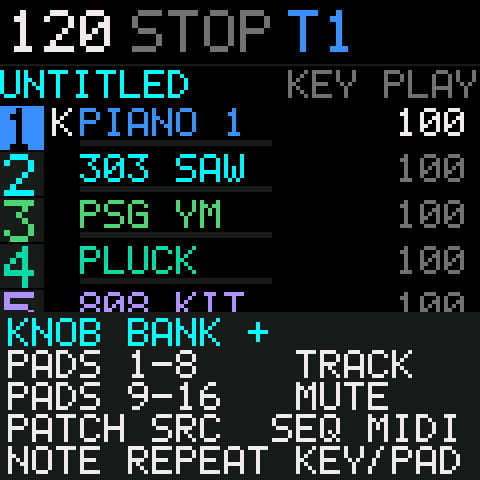 120 STOP T1
UNTITLED KEY PLAY
1 K PIANO 1 100
2 303 SAW 100
3 PSG YM 100
4 PLUCK 100
5 808 KIT 100
KNOB BANK +
PADS 1-8 TRACK
PADS 9-16 MUTE
PATCH SRC SEQ MIDI
NOTE REPEAT KEY/PAD